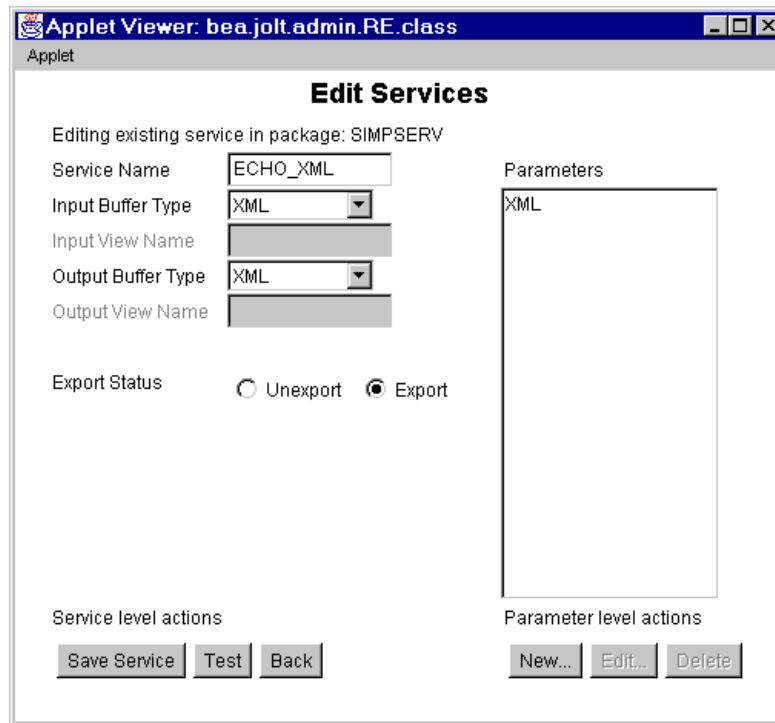 Applet Viewer: bea.jolt.admin.RE.class
Applet
Edit Services
Editing existing service in package: SIMPSERV
Service Name ECHO_XML
Input Buffer Type XML
Input View Name
Output Buffer Type XML
Output View Name
Export Status Unexport Export
Parameters
XML
Service level actions
Save Service Test Back
Parameter level actions
New... Edit... Delete